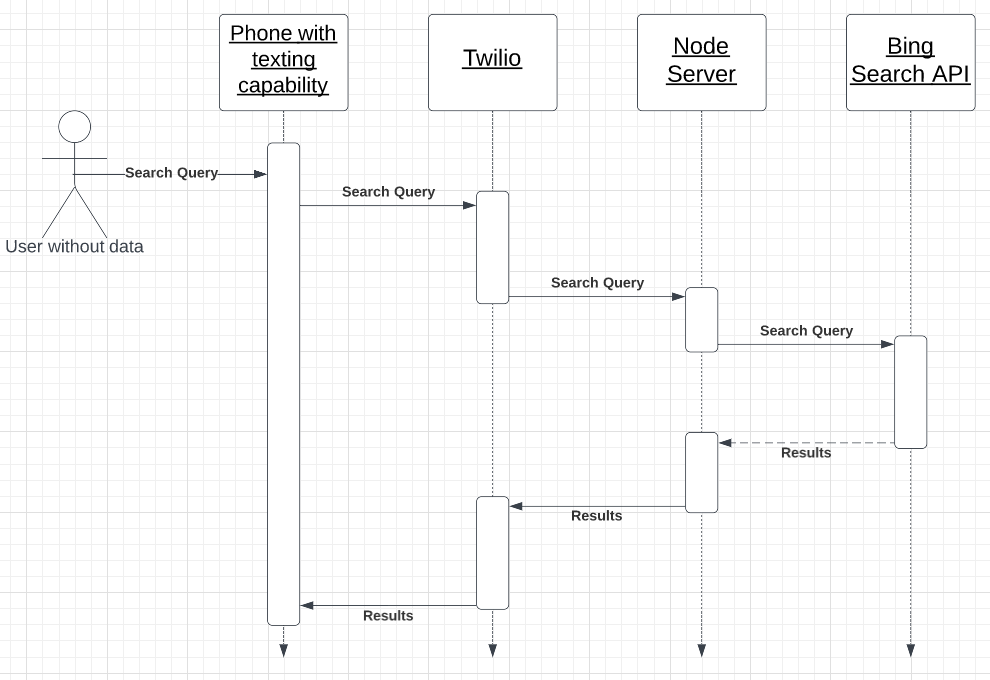 Phone with
texting
capability
Twilio
Node
Server
Bing
Search API
Search Query
Search Query
User without data
Search Query
Search Query
Results
Results
Results